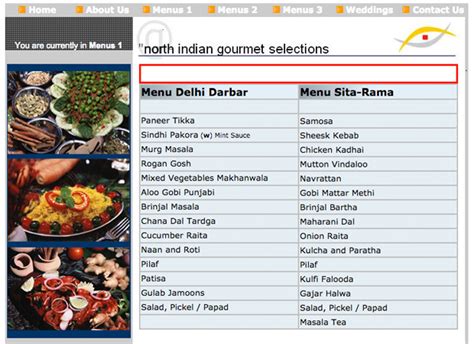 Home About Us Menus 1 Menus 2 Menus 3 Weddings Contact Us
You are currently in Menus 1
@
"north indian gourmet selections
Menu Delhi Darbar Menu Sita-Rama
Paneer Tikka Samosa
Sindhi Pakora (w) Mint Sauce Sheesk Kebab
Murg Masala Chicken Kadhai
Rogan Gosh Mutton Vindaloo
Mixed Vegetables Makhanwala Navrattan
Aloo Gobi Punjabi Gobi Mattar Methi
Brinjal Masala Brinjal Bartha
Chana Dal Tardga Maharani Dal
Cucumber Raita Onion Raita
Naan and Roti Kulcha and Paratha
Pilaf Pilaf
Patisa Kulfi Falooda
Gulab Jamoons Gajar Halwa
Salad, Pickel / Papad Salad, Pickel / Papad
Masala Tea